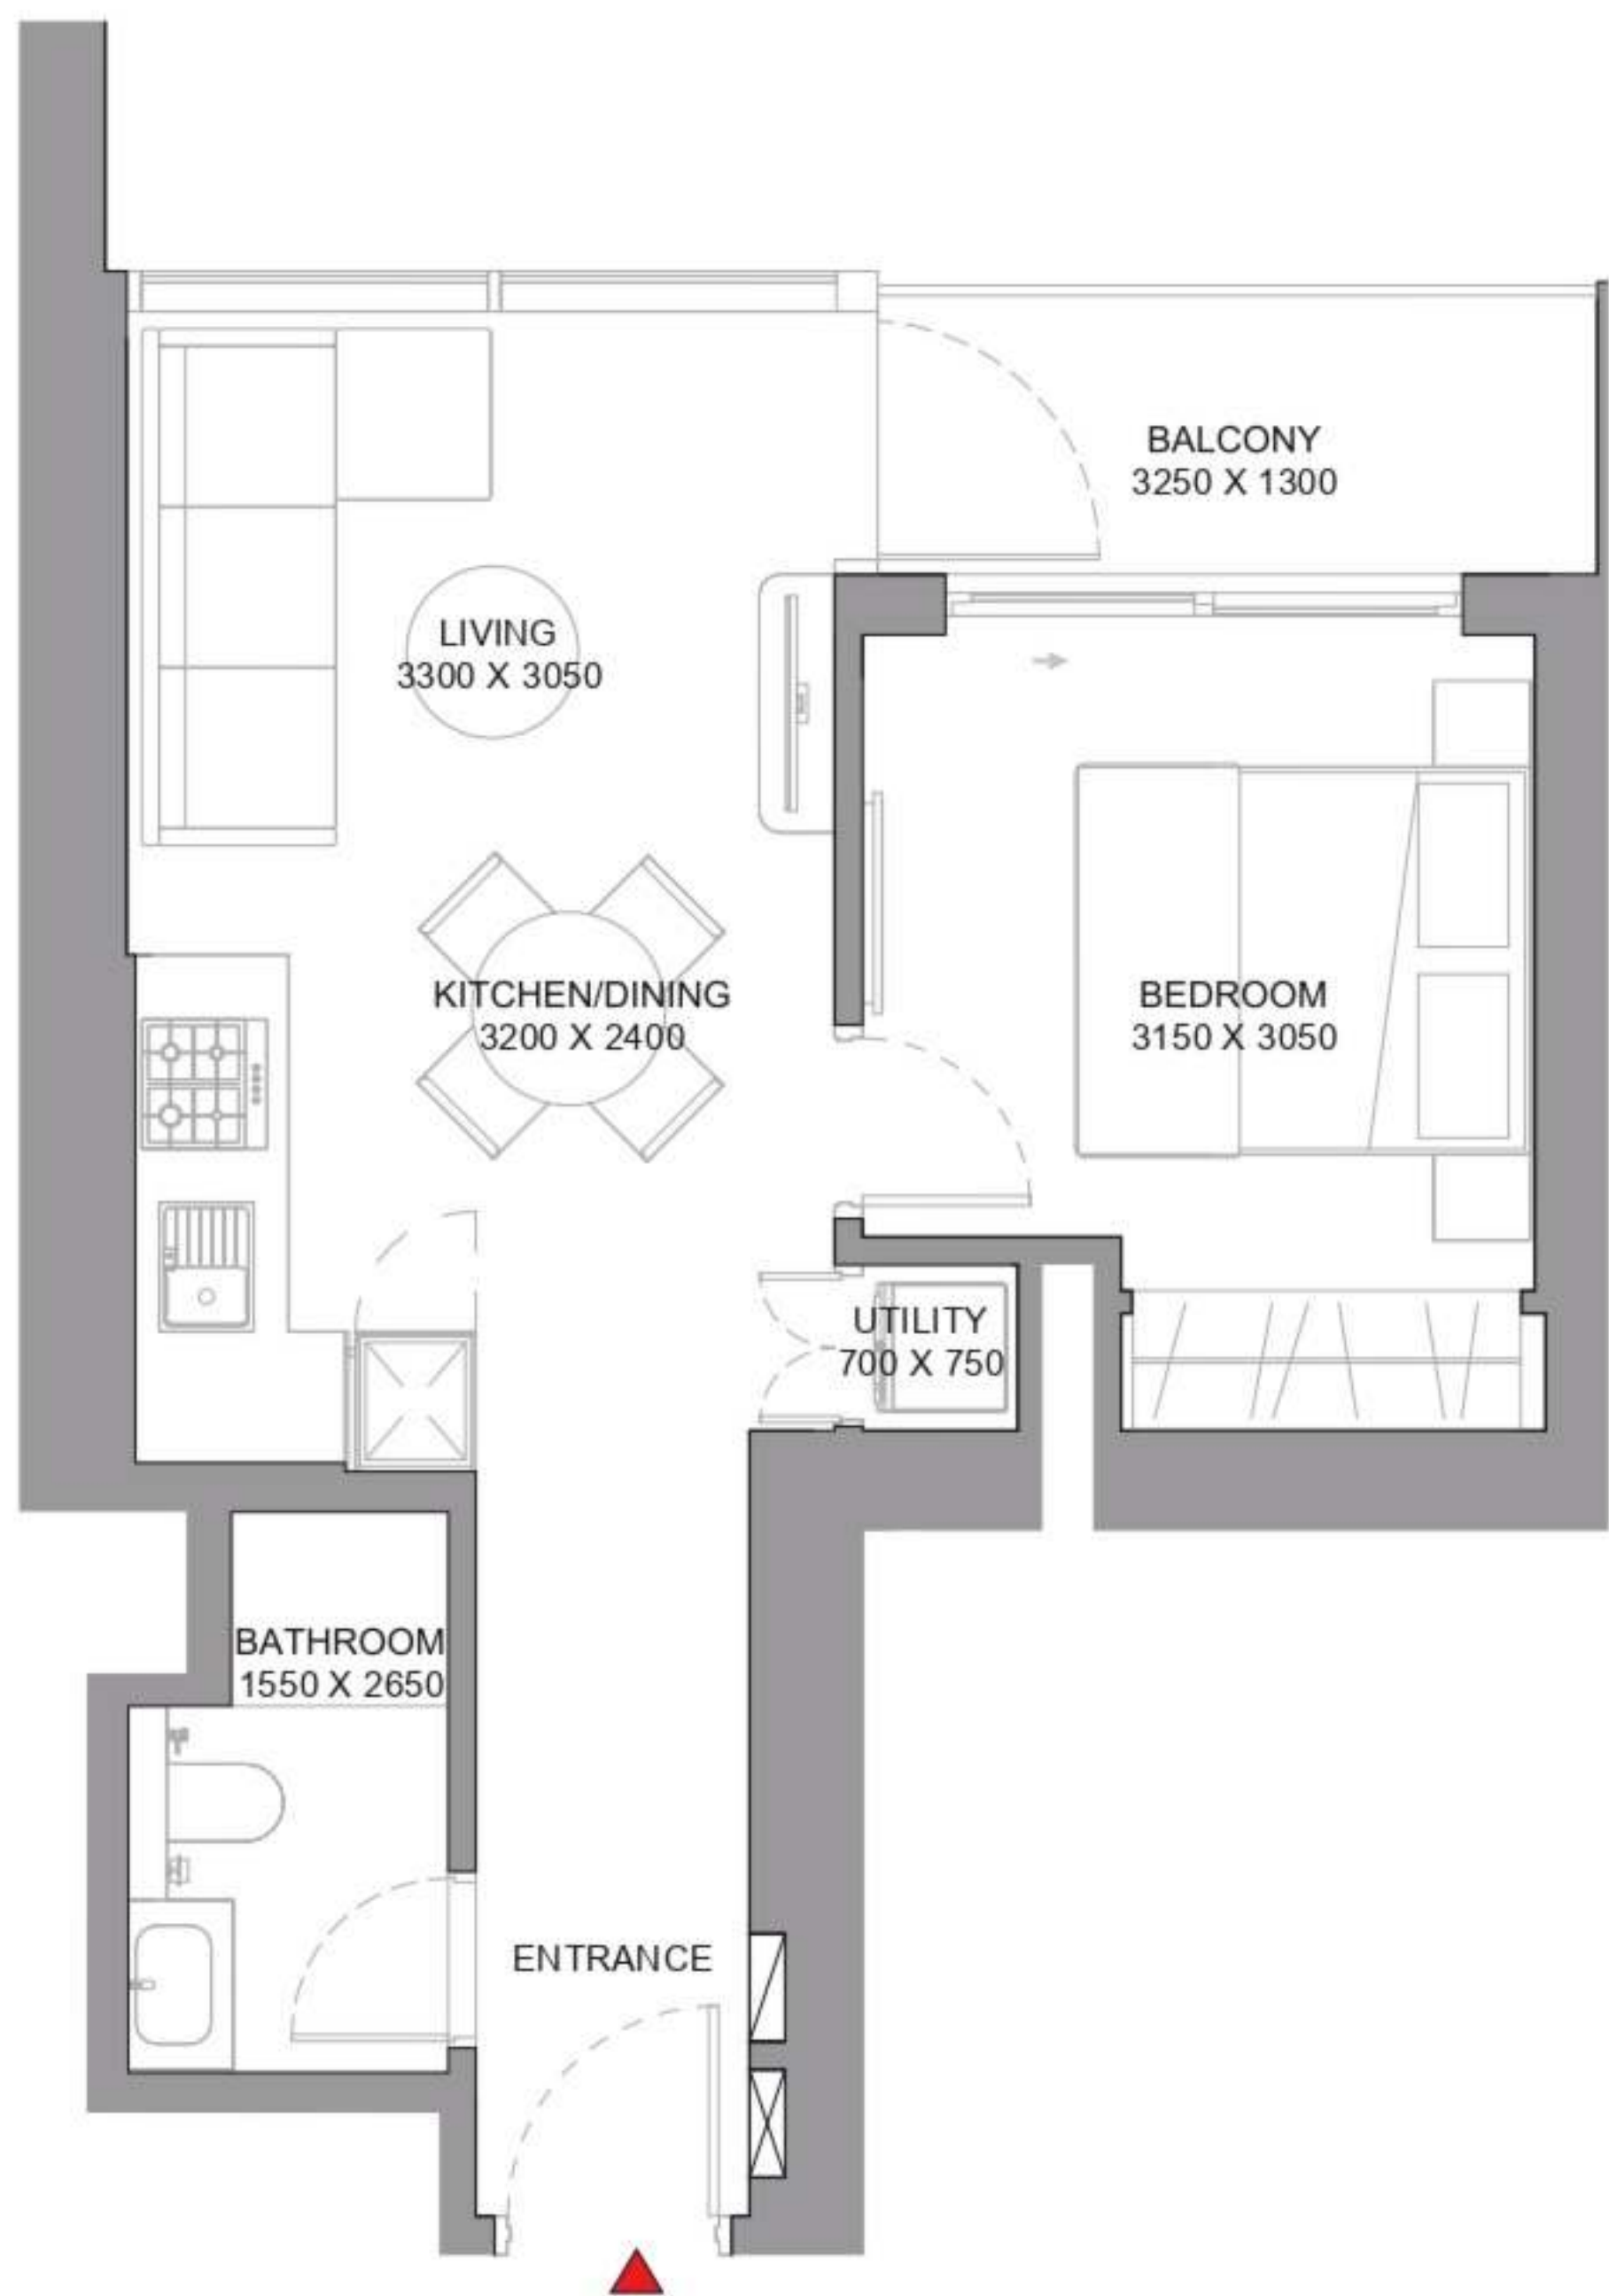 BALCONY
3250 X 1300
LIVING
3300 X 3050
KITCHEN/DINING
3200 X 2400
BEDROOM
3150 X 3050
UTILITY
700 X 750
BATHROOM
1550 X 2650
ENTRANCE